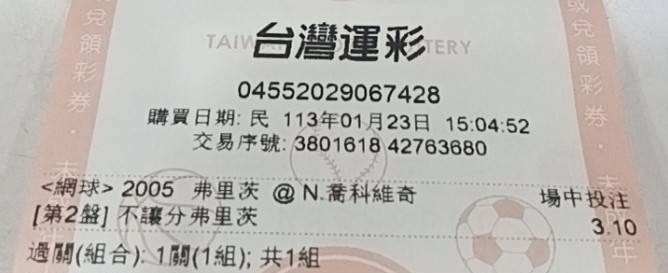 台灣運彩
04552029067428
購買日期: 民 113年01月23日 15:04:52
交易序號: 3801618 42763680
<網球> 2005 弗里茨 @ N.喬科維奇 場中投注
[第2盤] 不讓分弗里茨 3.10
過關(組合): 1關(1組); 共1組